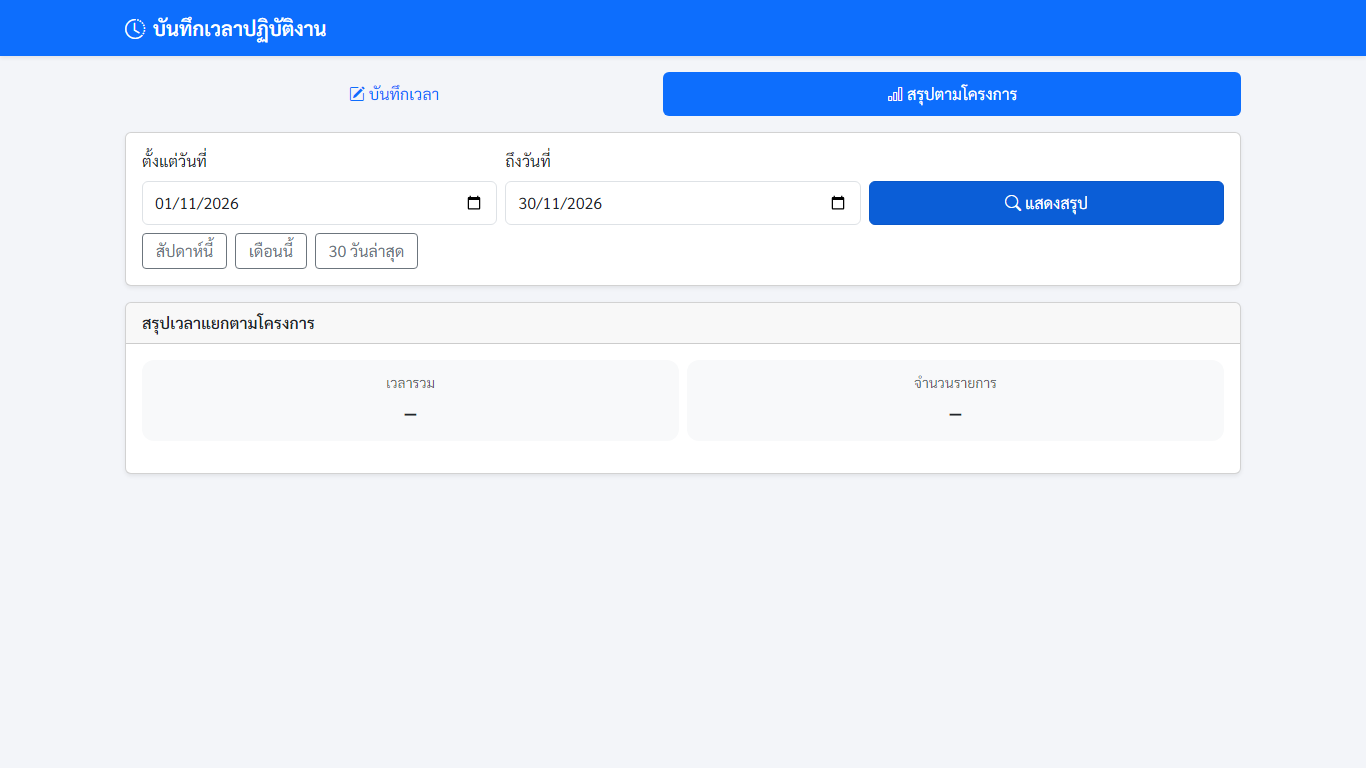 บันทึกเวลาปฏิบัติงาน
บันทึกเวลา
สรุปตามโครงการ
ตั้งแต่วันที่
ถึงวันที่
01/11/2026
30/11/2026
แสดงสรุป
สัปดาห์นี้
เดือนนี้
30 วันล่าสุด
สรุปเวลาแยกตามโครงการ
เวลารวม
จำนวนรายการ
–
–